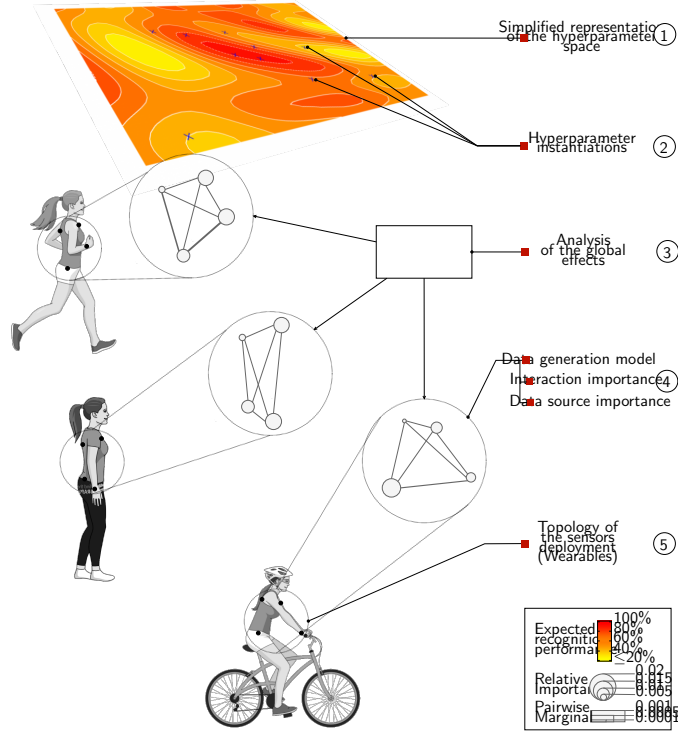 Simplified representatio
of the hyperparameter
space
1
Hyperparameter
instantiations
2
Analysis
of the global
effects
3
Data generation model
Interaction importance
4
Data source importance
Topology of
the sensors
deployment
(Wearables)
5
Expected
recognition
performance
100%
80%
60%
40%
≤20%
Relative
Importance
0.02
0.015
0.01
0.005
Pairwise
Marginal
0.001
0.0005
0.0001